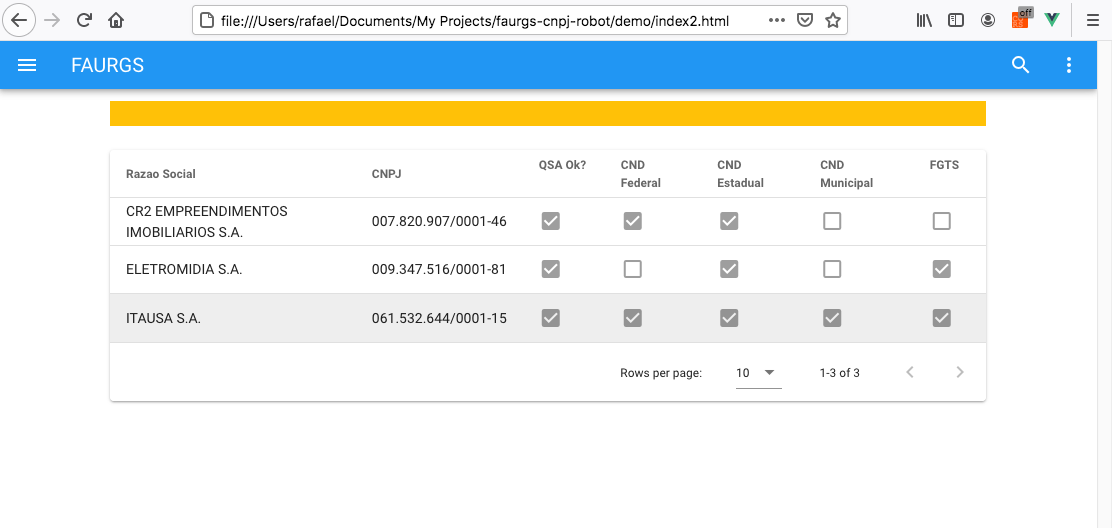 file:///Users/rafael/Documents/My Projects/faurgs-cnpj-robot/demo/index2.html
off
FAURGS
Razao Social CNPJ QSA Ok? CND Federal CND Estadual CND Municipal FGTS
CR2 EMPREENDIMENTOS
IMOBILIARIOS S.A. 007.820.907/0001-46
ELETROMIDIA S.A. 009.347.516/0001-81
ITAUSA S.A. 061.532.644/0001-15
Rows per page: 10 1-3 of 3